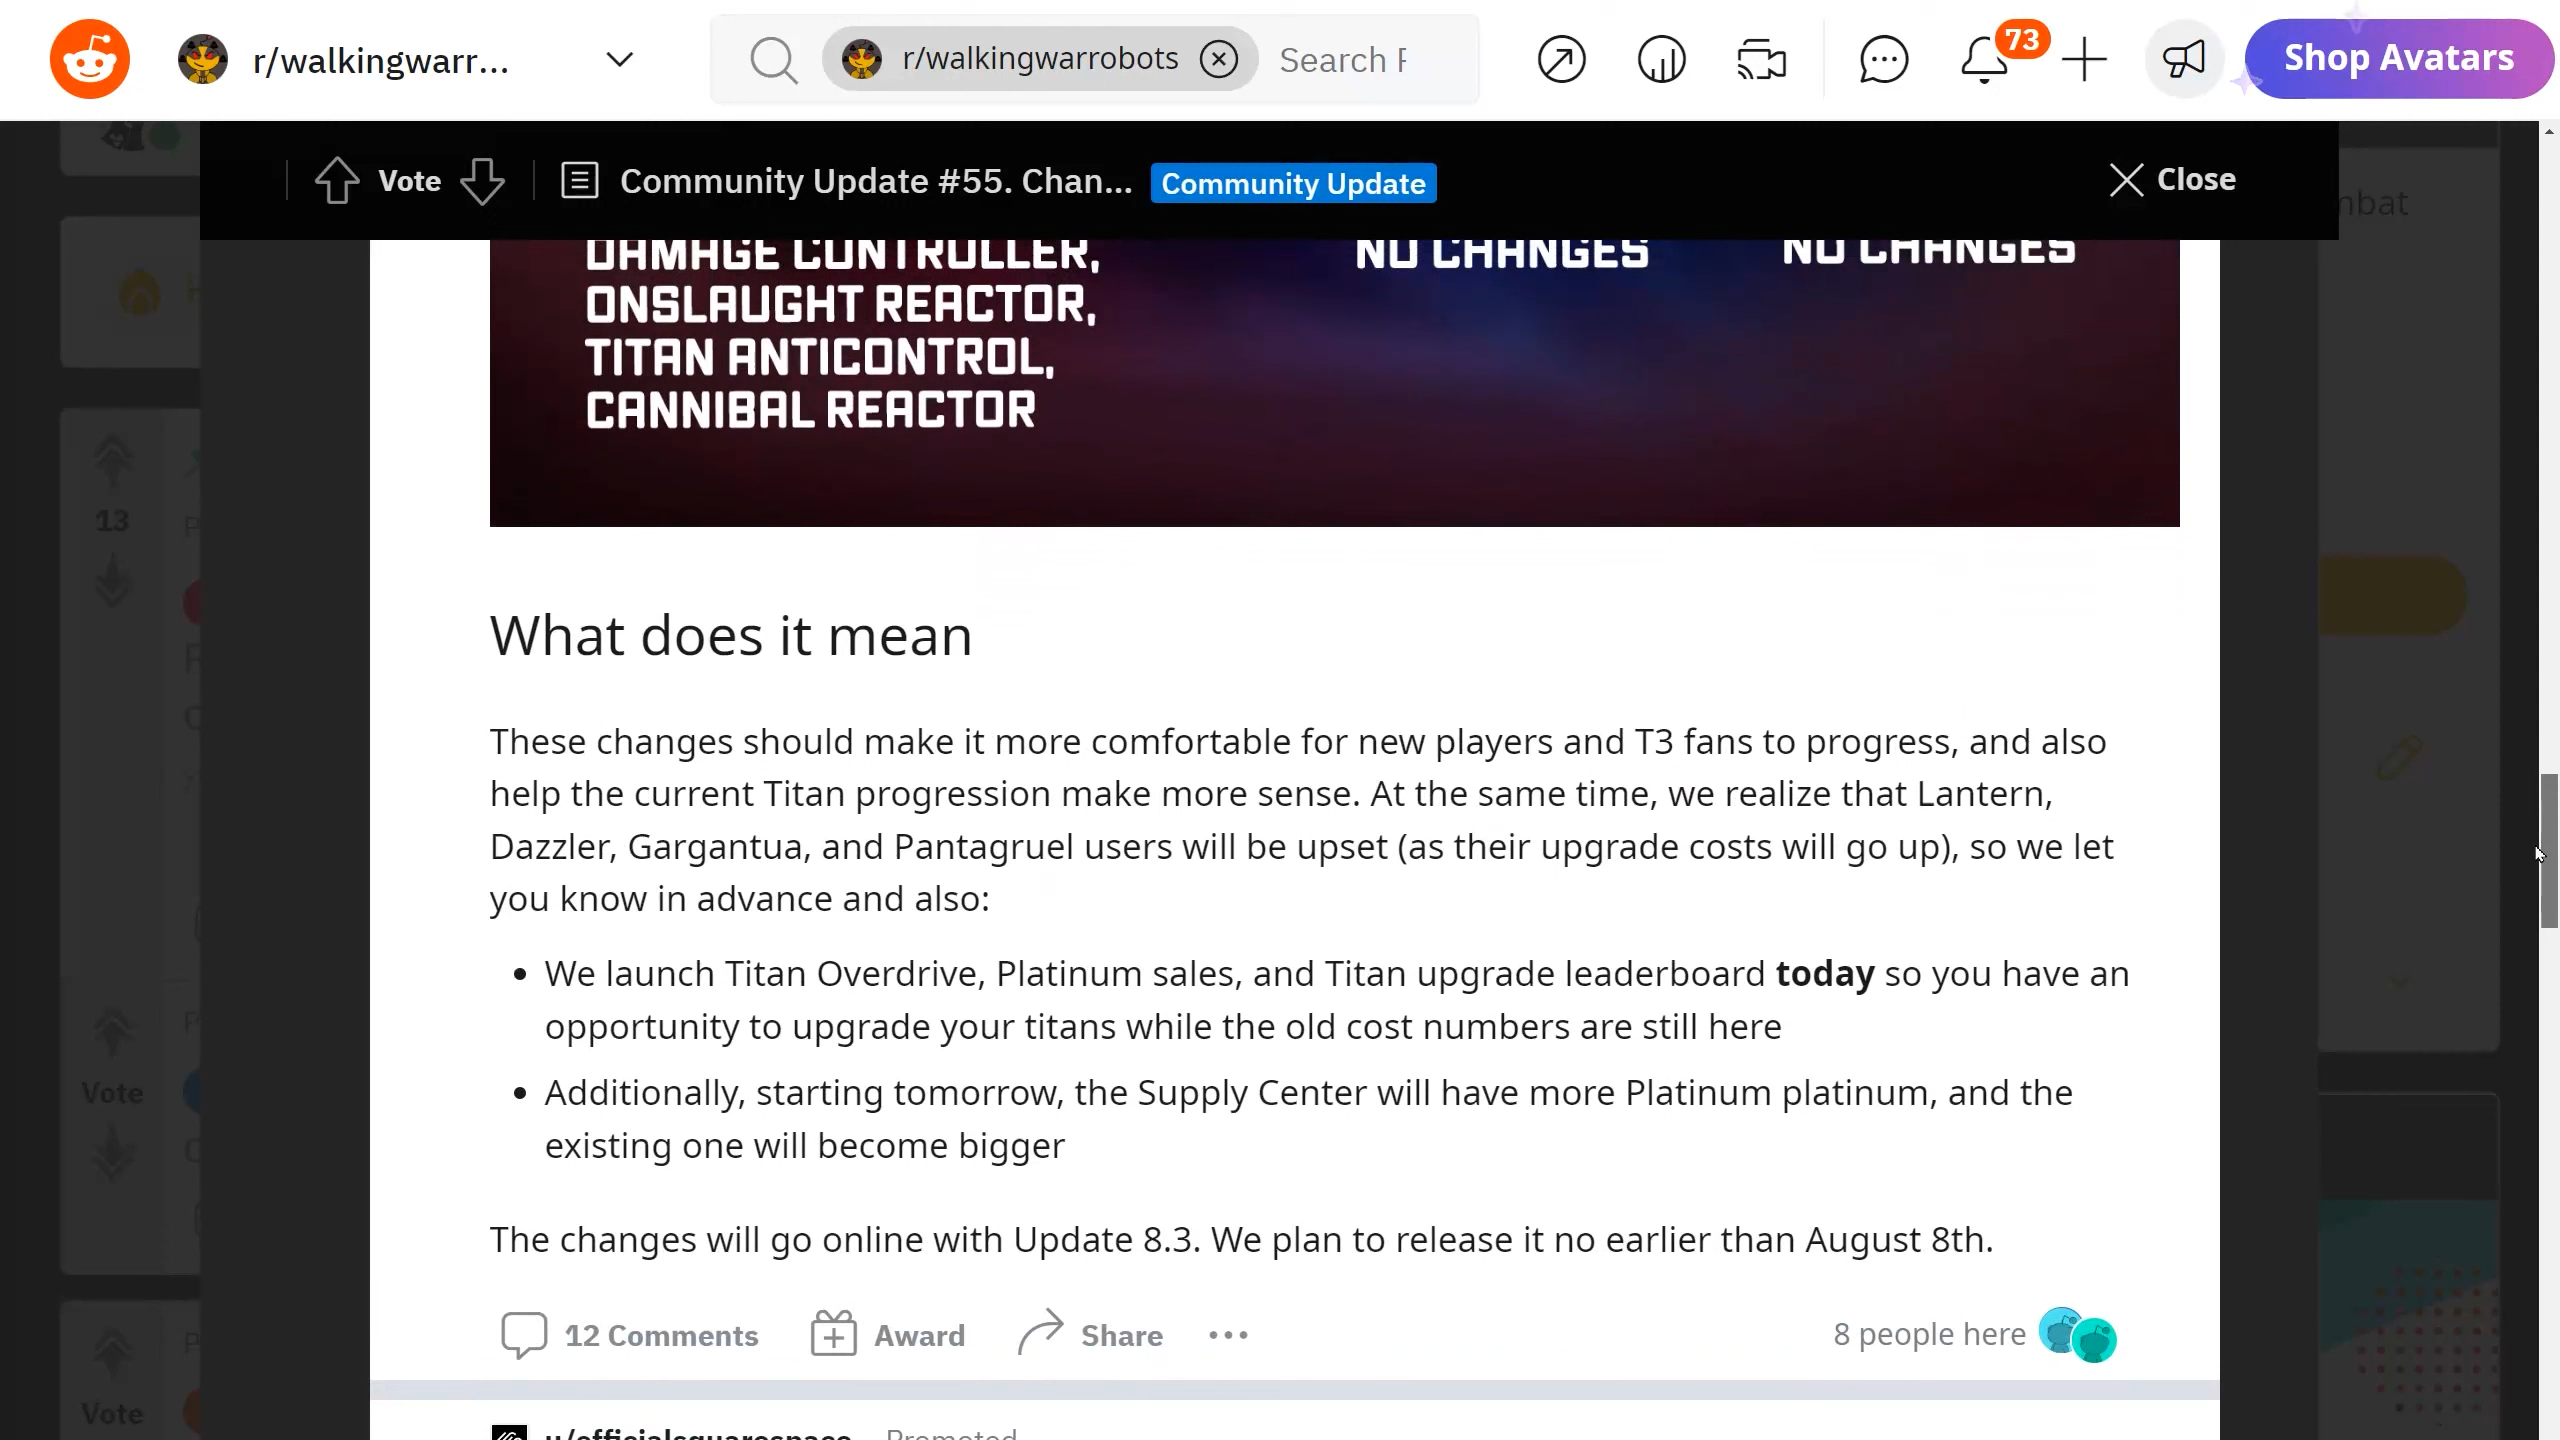 r/walkingwarr...
r/walkingwarrobots
Search
73
Shop Avatars
Vote
Community Update #55. Chan...
Community Update
Close
DAMAGE CONTROLLER,
ONSLAUGHT REACTOR,
TITAN ANTICONTROL,
CANNIBAL REACTOR
NO CHANGES
NO CHANGES
13
Vote
Vote
What does it mean
These changes should make it more comfortable for new players and T3 fans to progress, and also
help the current Titan progression make more sense. At the same time, we realize that Lantern,
Dazzler, Gargantua, and Pantagruel users will be upset (as their upgrade costs will go up), so we let
you know in advance and also:
• We launch Titan Overdrive, Platinum sales, and Titan upgrade leaderboard today so you have an
opportunity to upgrade your titans while the old cost numbers are still here
• Additionally, starting tomorrow, the Supply Center will have more Platinum platinum, and the
existing one will become bigger
The changes will go online with Update 8.3. We plan to release it no earlier than August 8th.
12 Comments
Award
Share
8 people here
u/officialsquarespace
Promoted